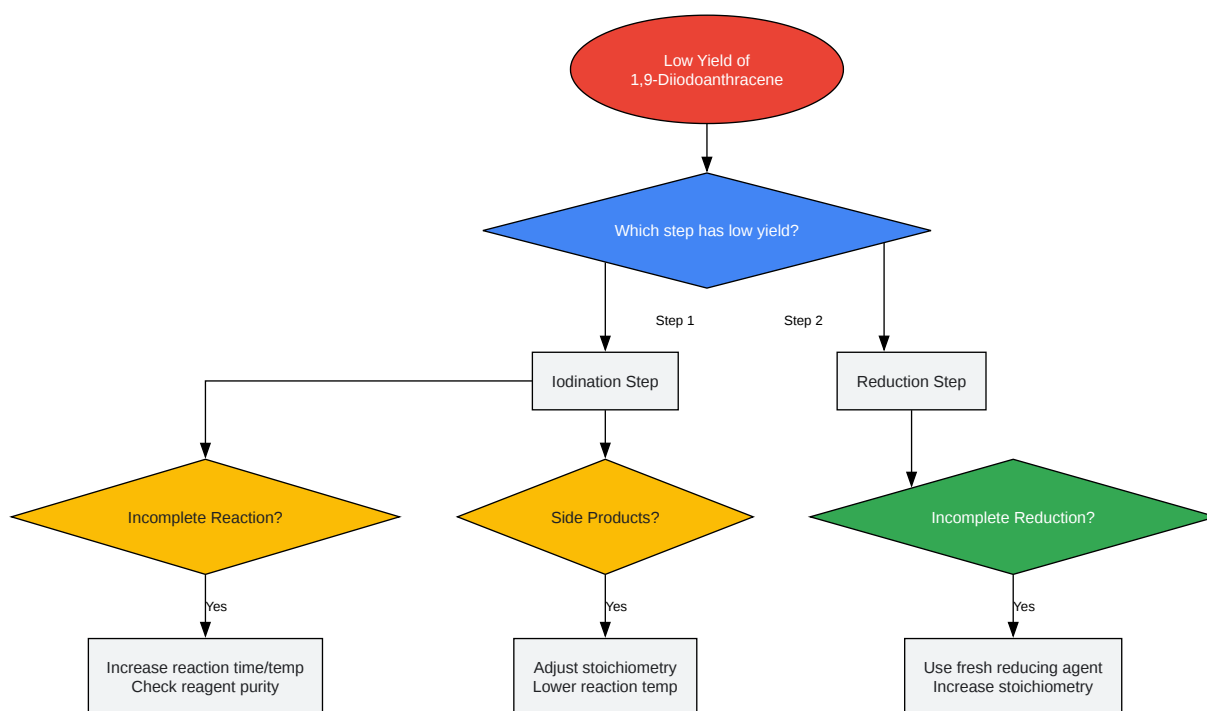 Low Yield of
1,9-Diiodoanthracene
Which step has low yield?
Step 1
Step 2
Iodination Step
Reduction Step
Incomplete Reaction?
Side Products?
Incomplete Reduction?
Yes
Yes
Yes
Increase reaction time/temp
Check reagent purity
Adjust stoichiometry
Lower reaction temp
Use fresh reducing agent
Increase stoichiometry